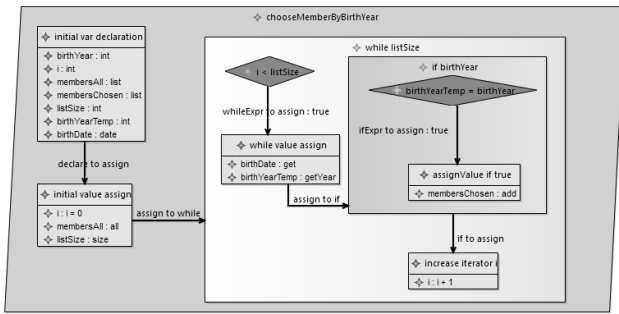 chooseMemberByBirthYear
initial var declaration
birthYear : int
i : int
membersAll : list
membersChosen : list
listSize : int
birthYearTemp : int
birthDate : date
declare to assign
initial value assign
i : i = 0
membersAll : all
listSize : size
assign to while
while listSize
i < listSize
whileExpr to assign : true
while value assign
birthDate : get
birthYearTemp : getYear
assign to if
if birthYear
birthYearTemp = birthYear
ifExpr to assign : true
assignValue if true
membersChosen : add
if to assign
increase iterator i
i : i + 1